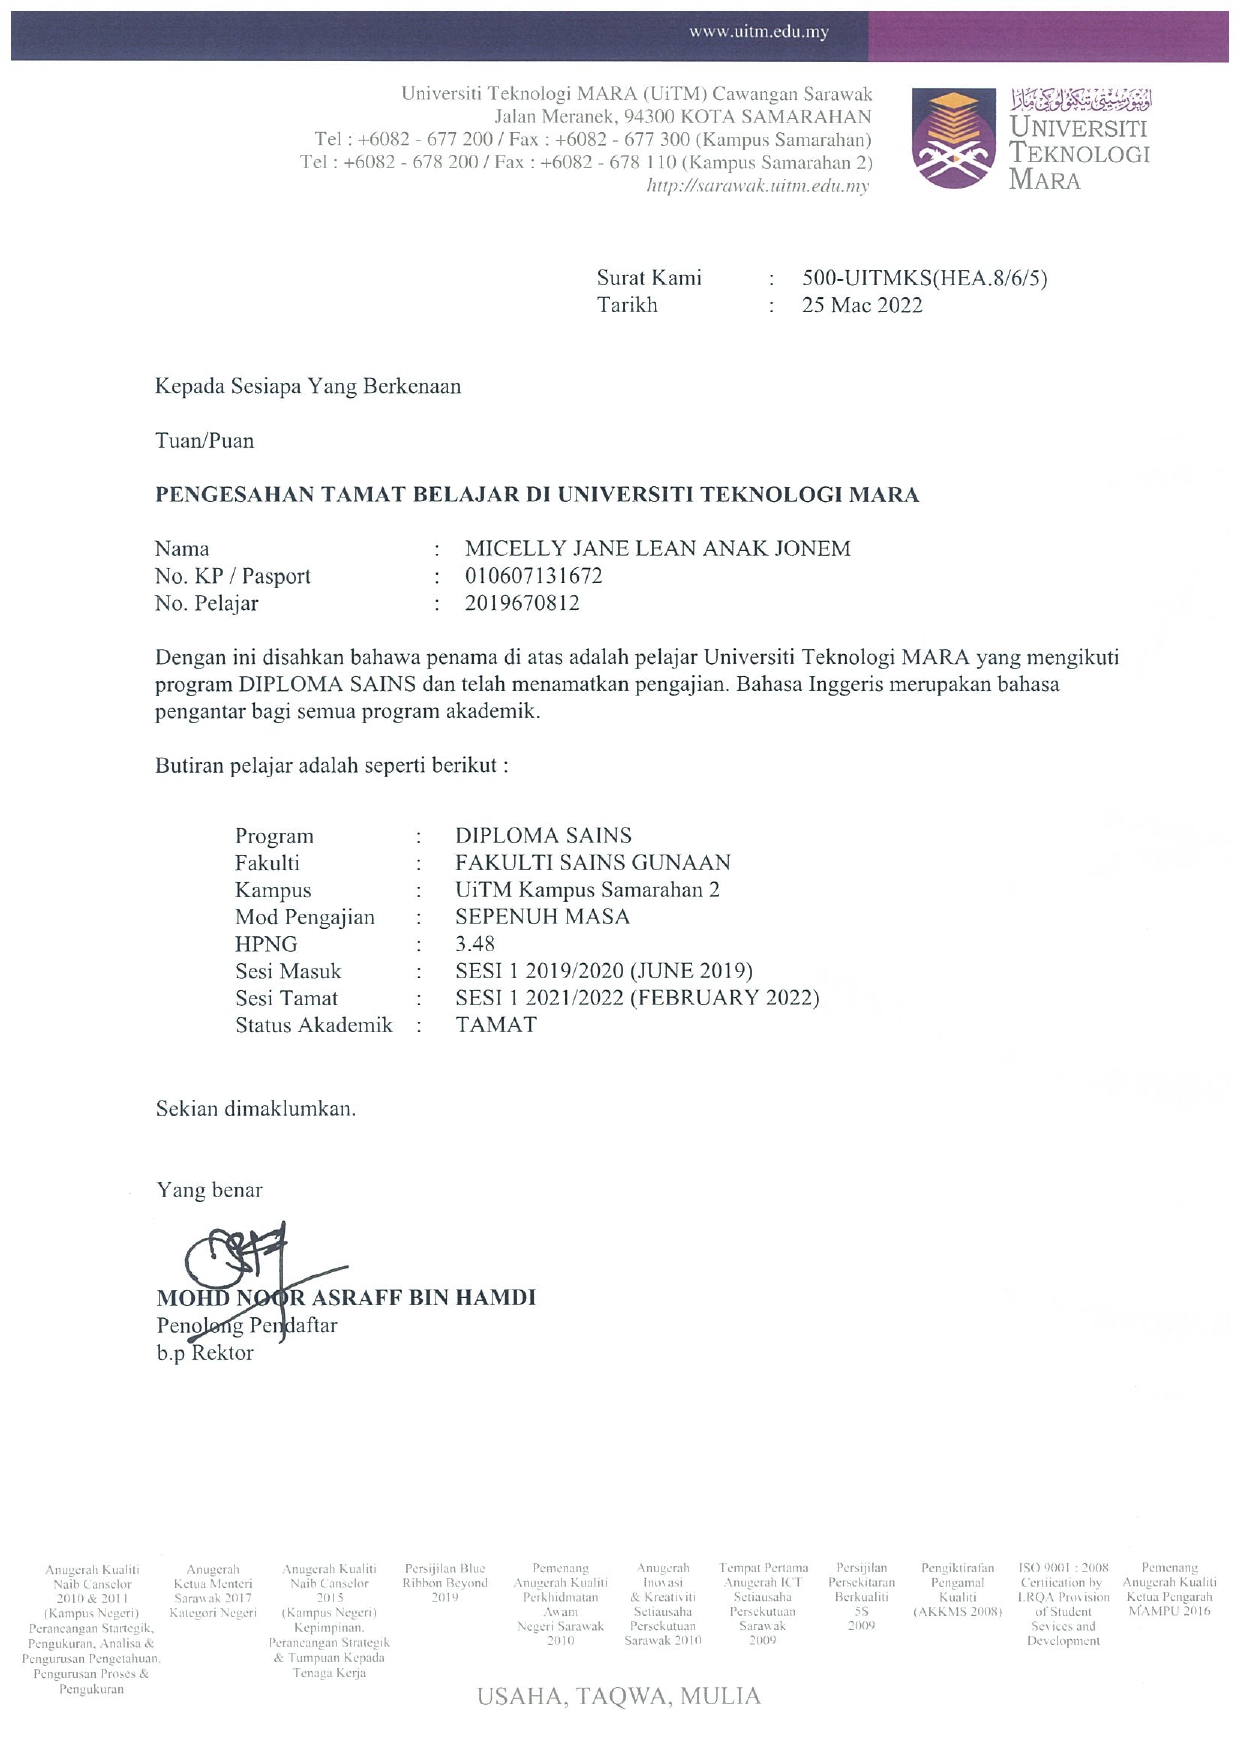 www.uitm.edu.my
Universiti Teknologi MARA (UiTM) Cawangan Sarawak
Jalan Meranek, 94300 KOTA SAMARAHAN
Tel : +6082 - 677 200 / Fax : +6082 - 677 300 (Kampus Samarahan)
Tel : +6082 - 678 200 / Fax : +6082 - 678 110 (Kampus Samarahan 2)
http://sarawak.uitm.edu.my
اونيۏرسيتي تيکنولوݢي مارا
UNIVERSITI
TEKNOLOGI
MARA
Surat Kami : 500-UITMKS(HEA.8/6/5)
Tarikh : 25 Mac 2022
Kepada Sesiapa Yang Berkenaan
Tuan/Puan
PENGESAHAN TAMAT BELAJAR DI UNIVERSITI TEKNOLOGI MARA
Nama : MICELLY JANE LEAN ANAK JONEM
No. KP / Pasport : 010607131672
No. Pelajar : 2019670812
Dengan ini disahkan bahawa penama di atas adalah pelajar Universiti Teknologi MARA yang mengikuti
program DIPLOMA SAINS dan telah menamatkan pengajian. Bahasa Inggeris merupakan bahasa
pengantar bagi semua program akademik.
Butiran pelajar adalah seperti berikut :
Program : DIPLOMA SAINS
Fakulti : FAKULTI SAINS GUNAAN
Kampus : UiTM Kampus Samarahan 2
Mod Pengajian : SEPENUH MASA
HPNG : 3.48
Sesi Masuk : SESI 1 2019/2020 (JUNE 2019)
Sesi Tamat : SESI 1 2021/2022 (FEBRUARY 2022)
Status Akademik : TAMAT
Sekian dimaklumkan.
Yang benar
MOHD NOOR ASRAFF BIN HAMDI
Penolong Pendaftar
b.p Rektor
Anugerah Kualiti
Naib Canselor
2010 & 2011
(Kampus Negeri)
Perancangan Startegik,
Pengukuran, Analisa &
Pengurusan Pengetahuan,
Pengurusan Proses &
Pengukuran
Anugerah
Ketua Menteri
Sarawak 2017
Kategori Negeri
Anugerah Kualiti
Naib Canselor
2015
(Kampus Negeri)
Kepimpinan,
Perancangan Strategik
& Tumpuan Kepada
Tenaga Kerja
Persijilan Blue
Ribbon Beyond
2019
Pemenang
Anugerah Kualiti
Perkhidmatan
Awam
Negeri Sarawak
2010
Anugerah
Inovasi
& Kreativiti
Setiausaha
Persekutuan
Sarawak 2010
Tempat Pertama
Anugerah ICT
Setiausaha
Persekutuan
Sarawak
2009
Persijilan
Persekitaran
Berkualiti
5S
2009
Pengiktirafan
Pengamal
Kualiti
(AKKMS 2008)
ISO 9001 : 2008
Certification by
LRQA Provision
of Student
Sevices and
Development
Pemenang
Anugerah Kualiti
Ketua Pengarah
MAMPU 2016
USAHA, TAQWA, MULIA